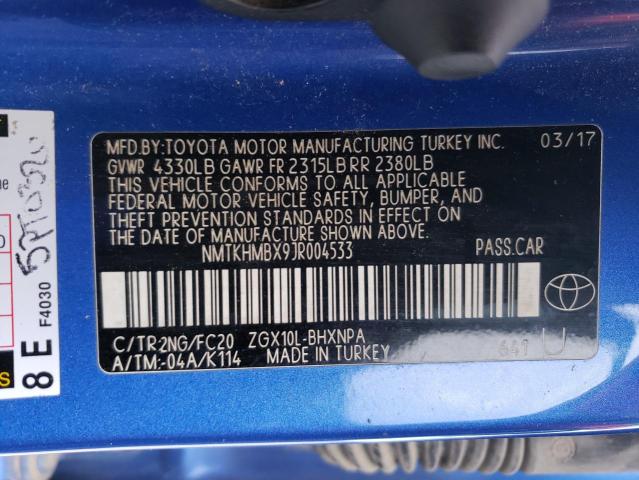 MFD.BY:TOYOTA MOTOR MANUFACTURING TURKEY INC. 03/17
GVWR 4330LB GAWR FR 2315LB RR 2380LB
THIS VEHICLE CONFORMS TO ALL APPLICABLE
FEDERAL MOTOR VEHICLE SAFETY, BUMPER, AND
THEFT PREVENTION STANDARDS IN EFFECT ON
THE DATE OF MANUFACTURE SHOWN ABOVE.
NMTKHMBX9JR004533 PASS.CAR
C/TR:2NG/FC20 ZGX10L-BHXNPA
A/TM:-04A/K114 MADE IN TURKEY 641 U
8 E F4030